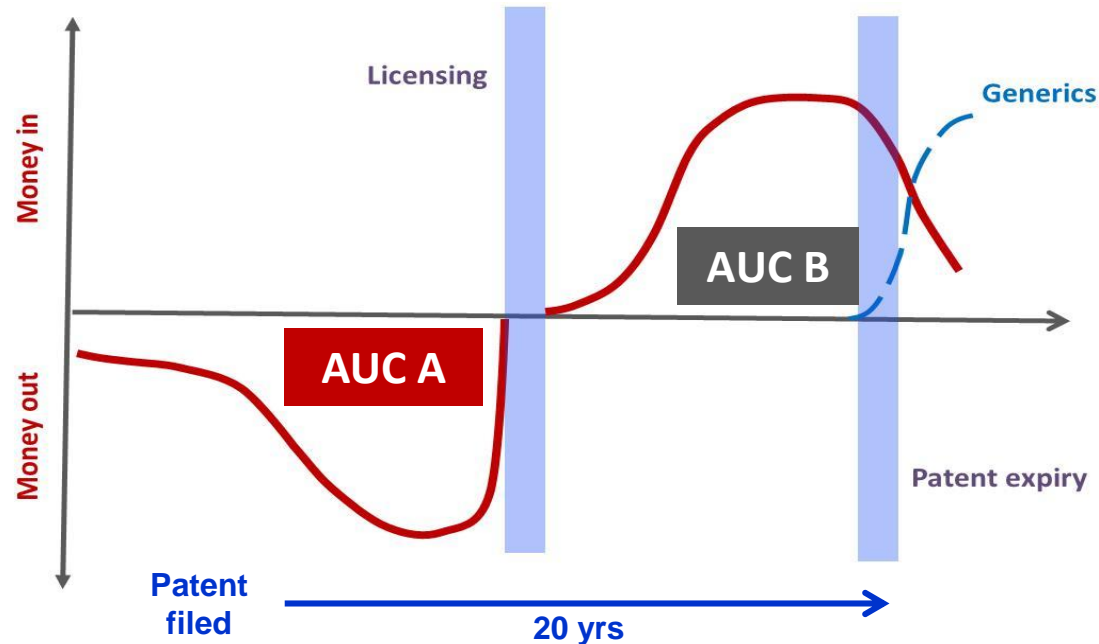 Money in
Money out
Licensing
Generics
AUC B
AUC A
Patent expiry
Patent
filed
20 yrs